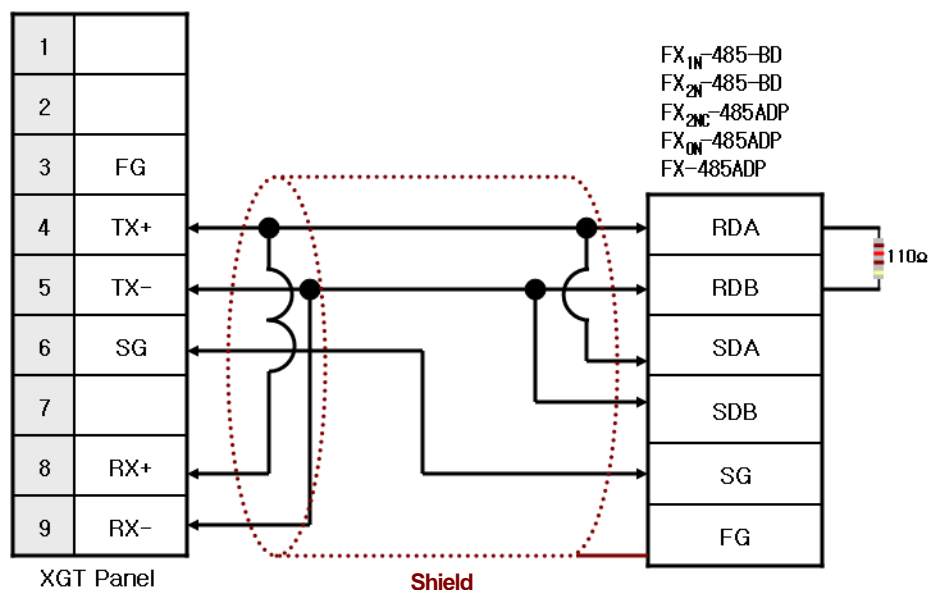 1
2
3 FG
4 TX+
5 TX-
6 SG
7
8 RX+
9 RX-
XGT Panel
Shield
FX1N-485-BD
FX2N-485-BD
FX2NC-485ADP
FX0N-485ADP
FX-485ADP
RDA
RDB
SDA
SDB
SG
FG
110Ω